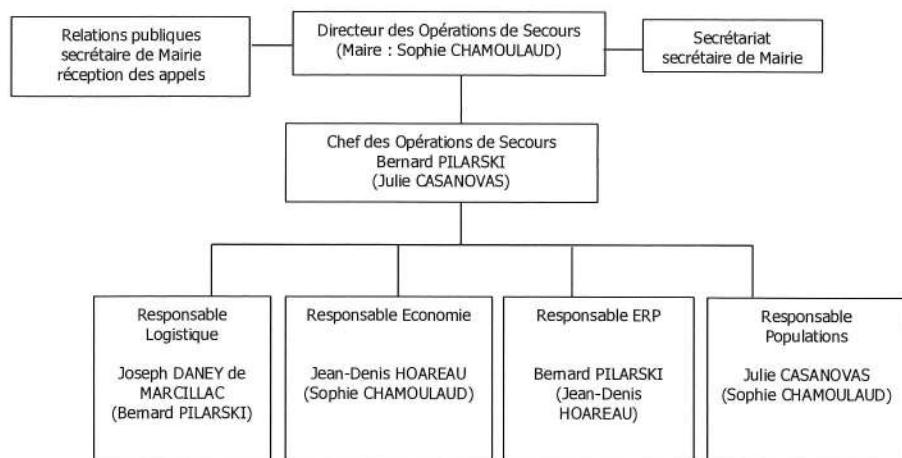 Relations publiques
secrétaire de Mairie
réception des appels
Directeur des Opérations de Secours
(Maire : Sophie CHAMOULAUD)
Secrétariat
secrétaire de Mairie
Chef des Opérations de Secours
Bernard PILARSKI
(Julie CASANOVAS)
Responsable
Logistique
Joseph DANEY de
MARCILLAC
(Bernard PILARSKI)
Responsable Economie
Jean-Denis HOAREAU
(Sophie CHAMOULAUD)
Responsable ERP
Bernard PILARSKI
(Jean-Denis
HOAREAU)
Responsable
Populations
Julie CASANOVAS
(Sophie CHAMOULAUD)